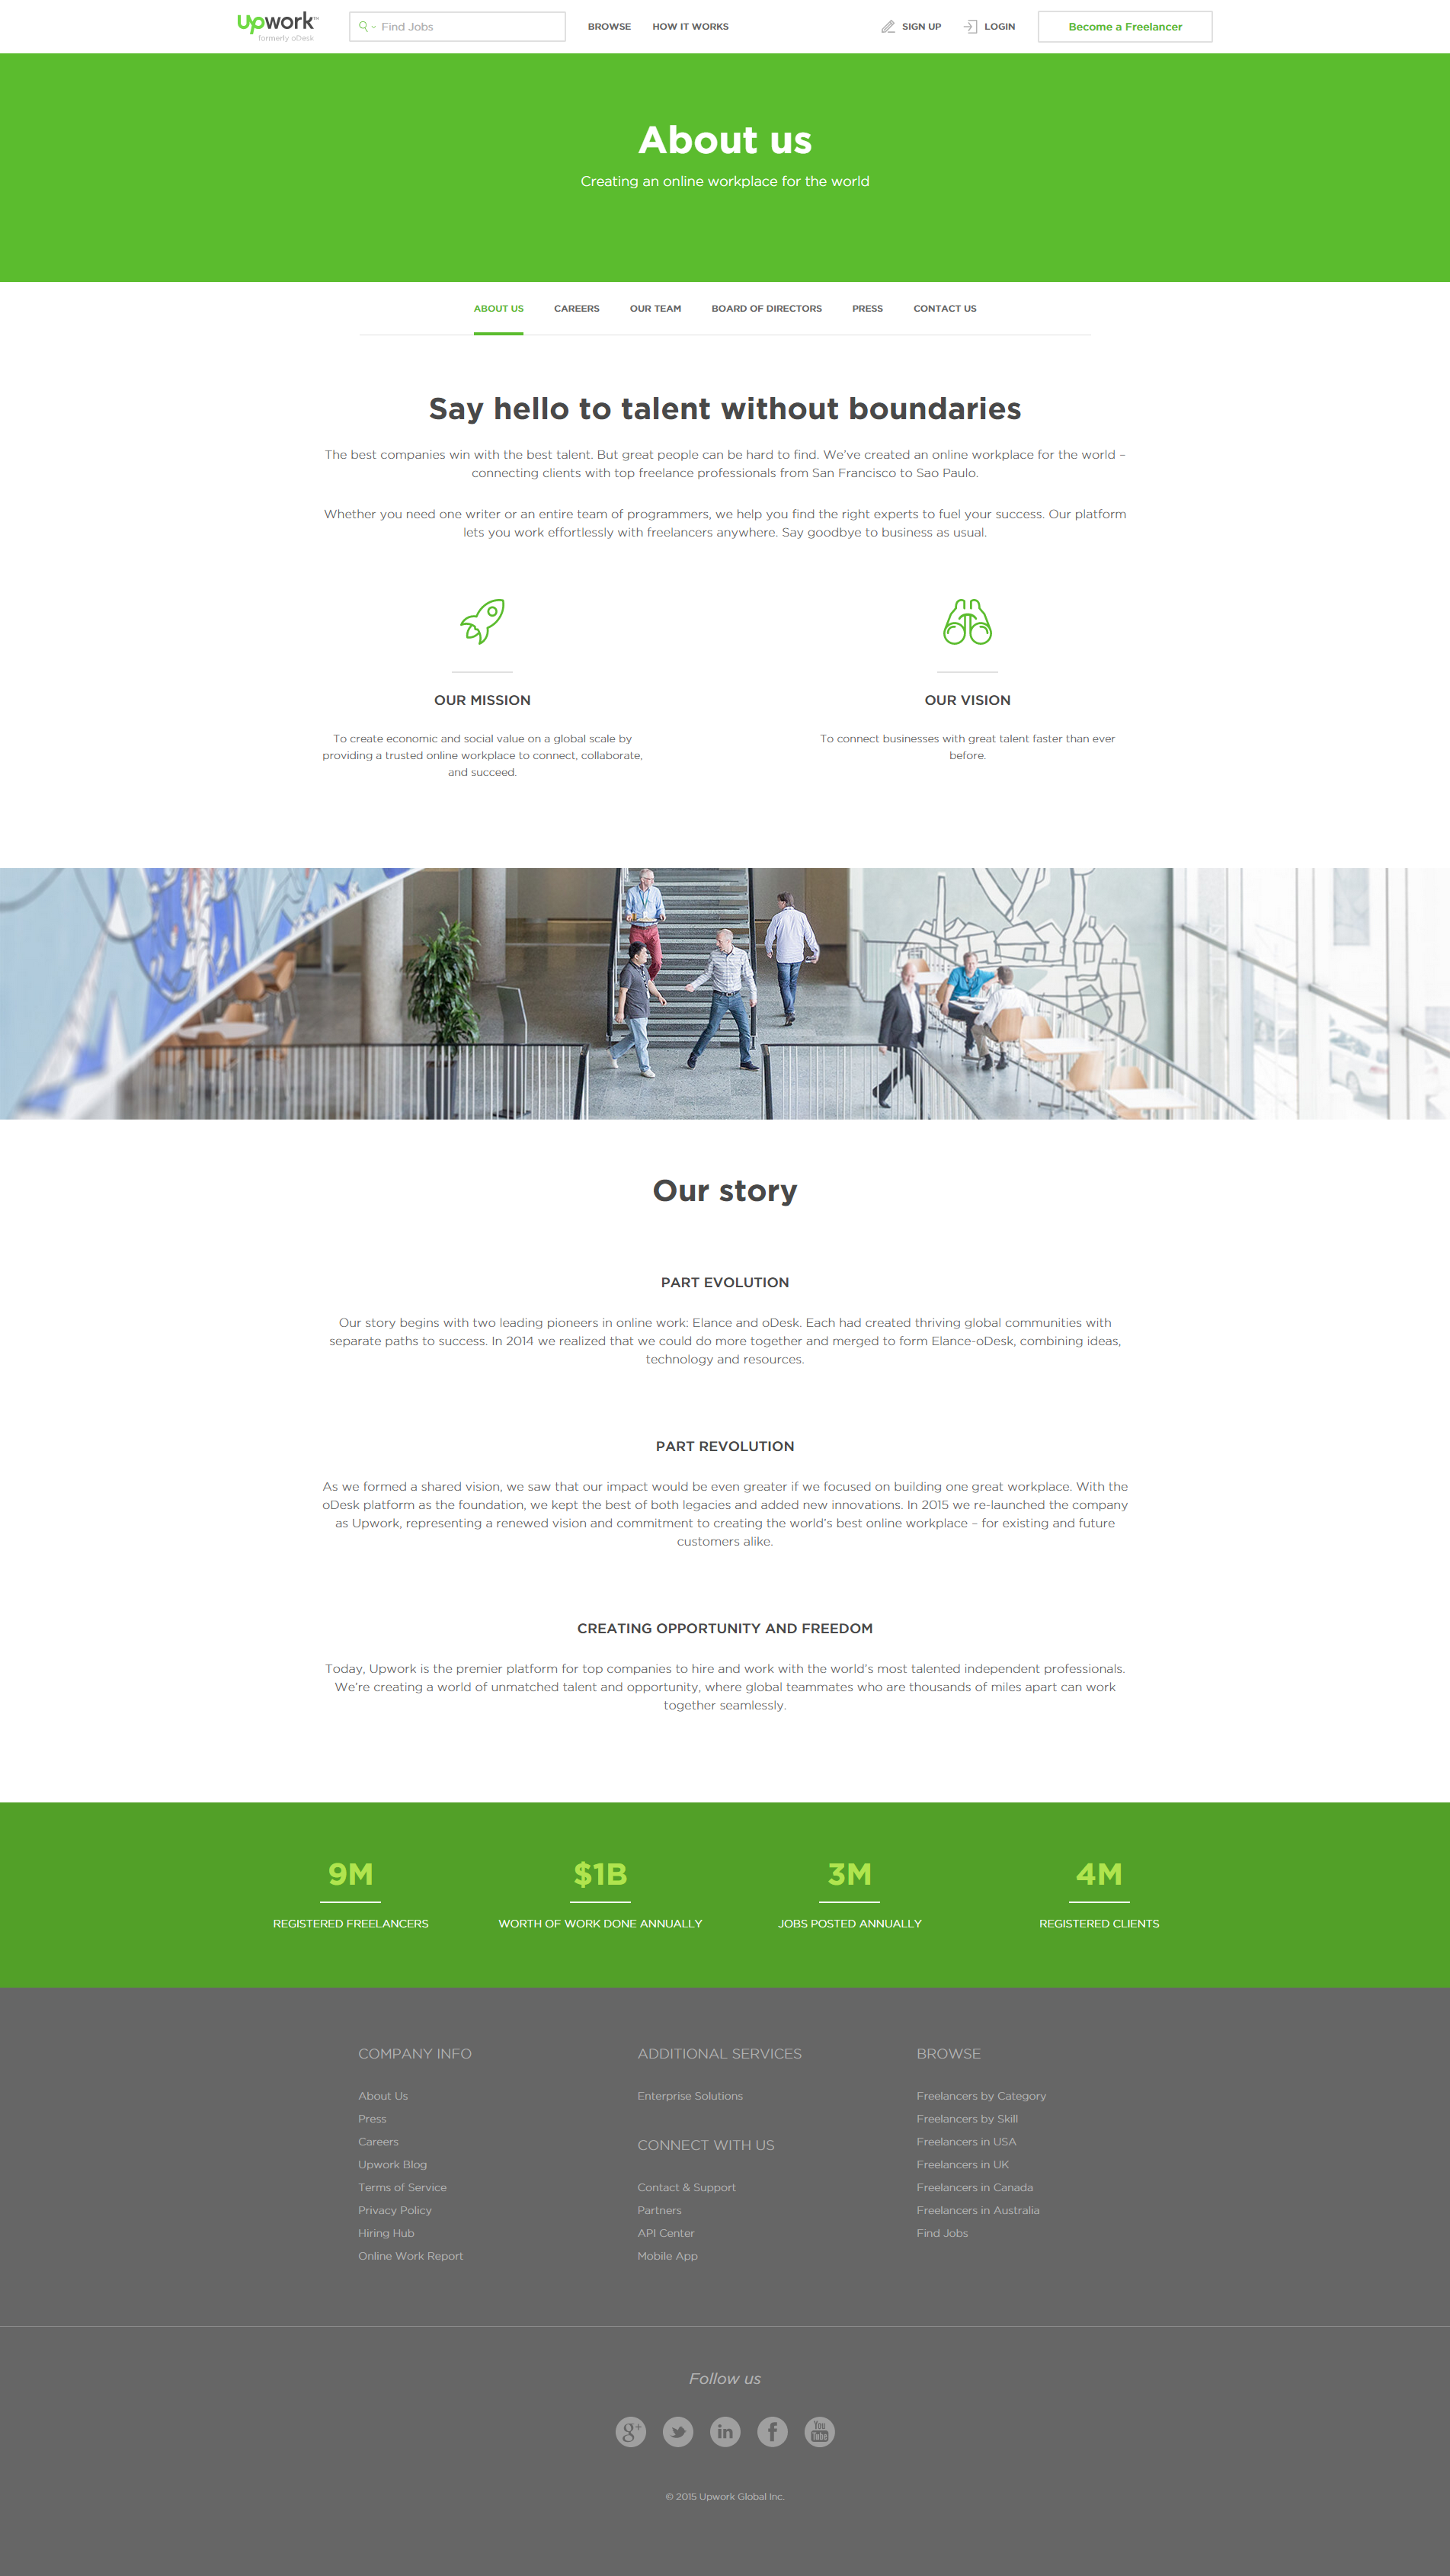 Upwork™
formerly oDesk
Find Jobs
BROWSE
HOW IT WORKS
SIGN UP
LOGIN
Become a Freelancer
About us
Creating an online workplace for the world
ABOUT US
CAREERS
OUR TEAM
BOARD OF DIRECTORS
PRESS
CONTACT US
Say hello to talent without boundaries
The best companies win with the best talent. But great people can be hard to find. We’ve created an online workplace for the world –
connecting clients with top freelance professionals from San Francisco to Sao Paulo.
Whether you need one writer or an entire team of programmers, we help you find the right experts to fuel your success. Our platform
lets you work effortlessly with freelancers anywhere. Say goodbye to business as usual.
OUR MISSION
To create economic and social value on a global scale by
providing a trusted online workplace to connect, collaborate,
and succeed.
OUR VISION
To connect businesses with great talent faster than ever
before.
Our story
PART EVOLUTION
Our story begins with two leading pioneers in online work: Elance and oDesk. Each had created thriving global communities with
separate paths to success. In 2014 we realized that we could do more together and merged to form Elance-oDesk, combining ideas,
technology and resources.
PART REVOLUTION
As we formed a shared vision, we saw that our impact would be even greater if we focused on building one great workplace. With the
oDesk platform as the foundation, we kept the best of both legacies and added new innovations. In 2015 we re-launched the company
as Upwork, representing a renewed vision and commitment to creating the world’s best online workplace – for existing and future
customers alike.
CREATING OPPORTUNITY AND FREEDOM
Today, Upwork is the premier platform for top companies to hire and work with the world’s most talented independent professionals.
We’re creating a world of unmatched talent and opportunity, where global teammates who are thousands of miles apart can work
together seamlessly.
9M
REGISTERED FREELANCERS
$1B
WORTH OF WORK DONE ANNUALLY
3M
JOBS POSTED ANNUALLY
4M
REGISTERED CLIENTS
COMPANY INFO
About Us
Press
Careers
Upwork Blog
Terms of Service
Privacy Policy
Hiring Hub
Online Work Report
ADDITIONAL SERVICES
Enterprise Solutions
CONNECT WITH US
Contact & Support
Partners
API Center
Mobile App
BROWSE
Freelancers by Category
Freelancers by Skill
Freelancers in USA
Freelancers in UK
Freelancers in Canada
Freelancers in Australia
Find Jobs
Follow us
g+
in
f
You
Tube
© 2015 Upwork Global Inc.